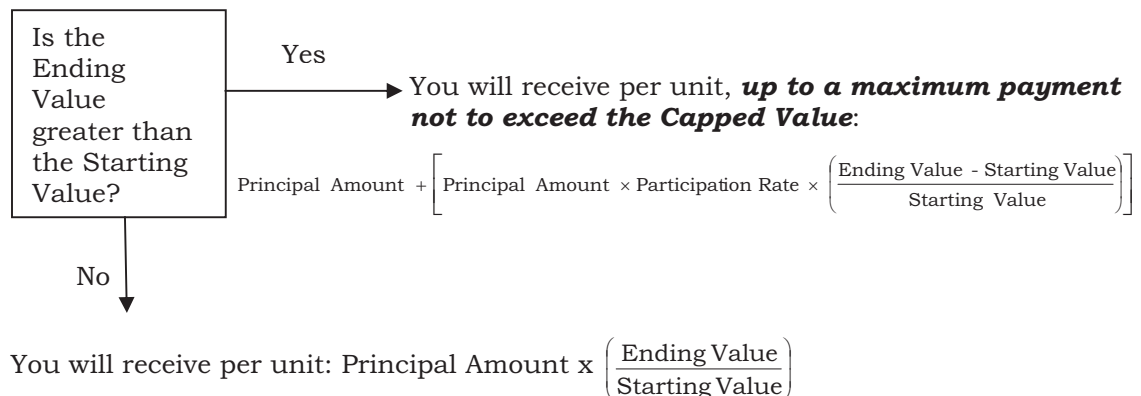 Is the
Ending
Value
greater than
the Starting
Value?
Yes
You will receive per unit, up to a maximum payment
not to exceed the Capped Value:
Principal Amount + [Principal Amount × Participation Rate × (Ending Value - Starting Value / Starting Value)]
No
You will receive per unit: Principal Amount x (Ending Value / Starting Value)